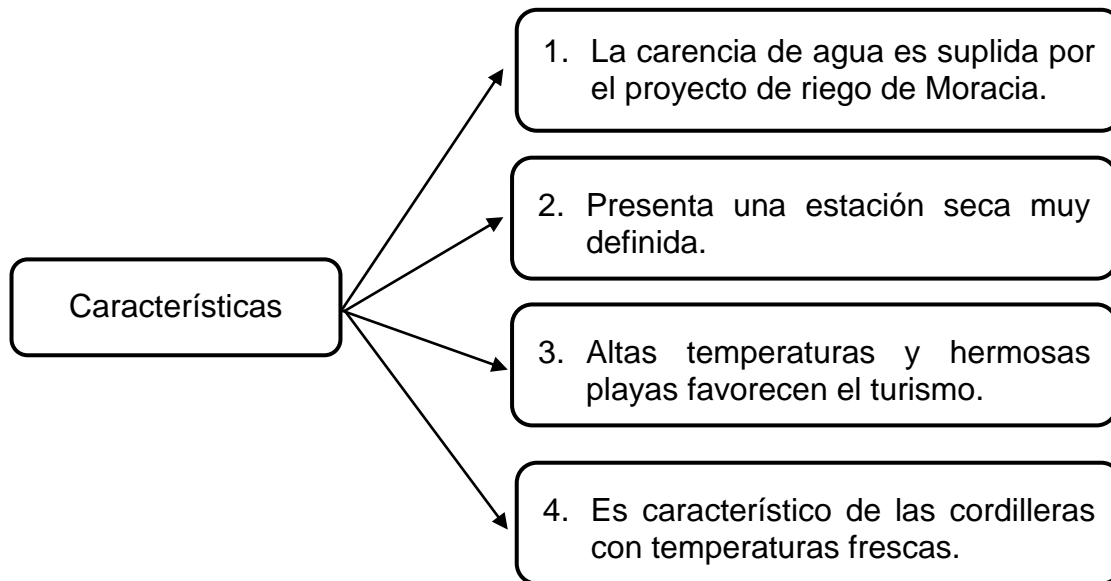 1. La carencia de agua es suplida por
el proyecto de riego de Moracia.
2. Presenta una estación seca muy
definida.
Características
3. Altas temperaturas y hermosas
playas favorecen el turismo.
4. Es característico de las cordilleras
con temperaturas frescas.